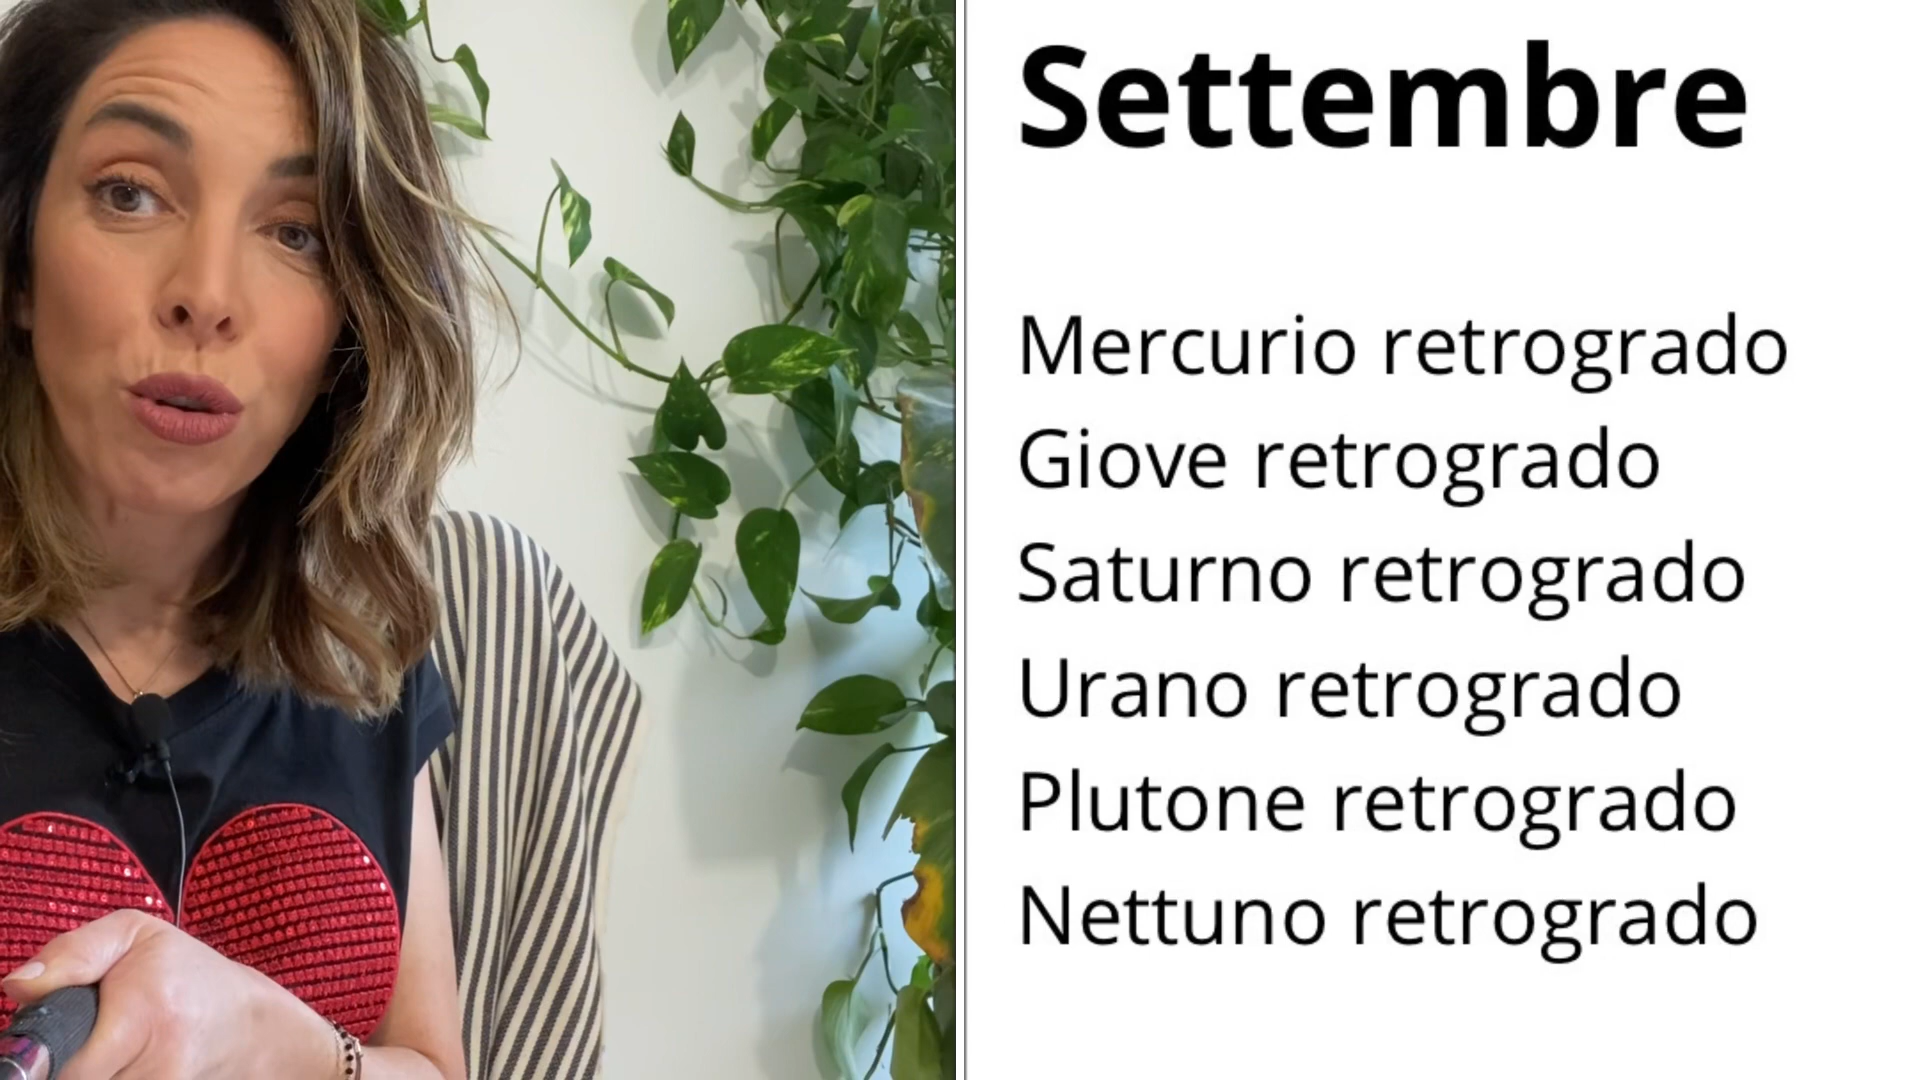 Settembre
Mercurio retrogrado
Giove retrogrado
Saturno retrogrado
Urano retrogrado
Plutone retrogrado
Nettuno retrogrado